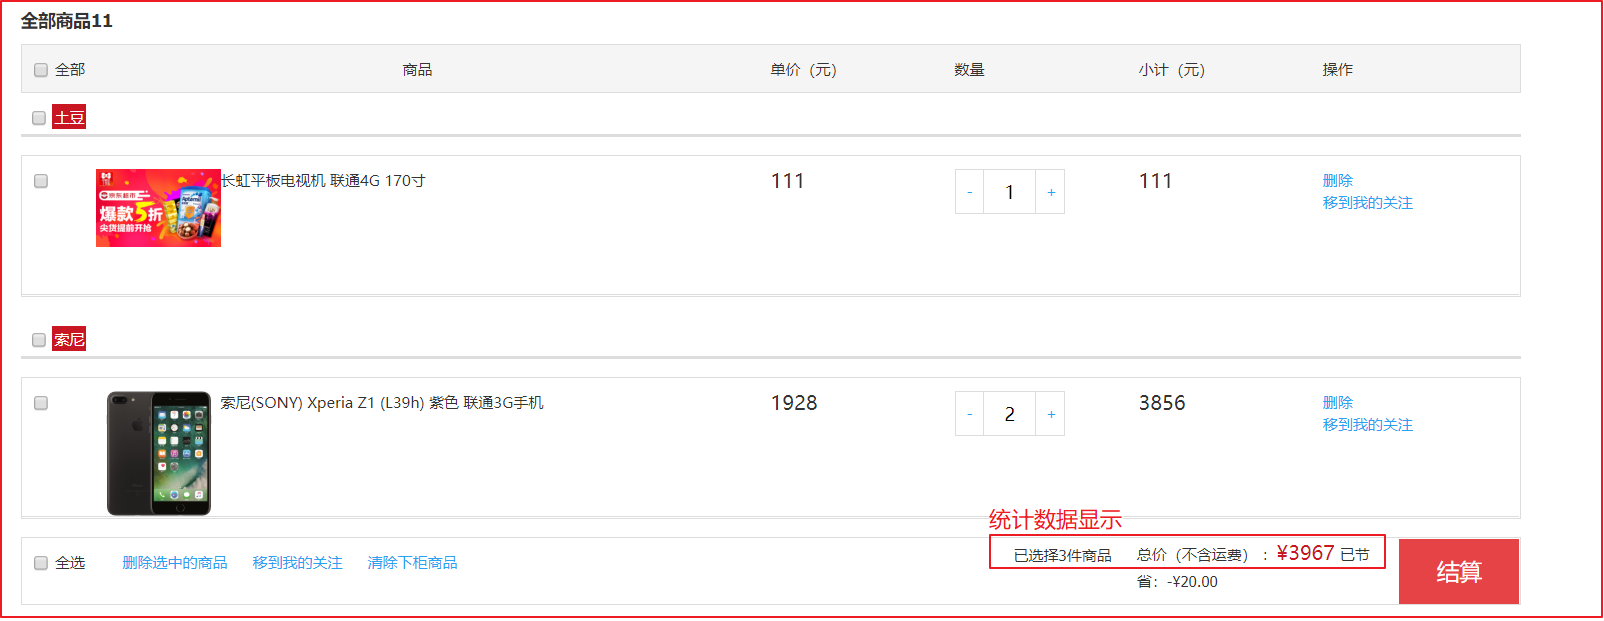 全部商品11
全部 商品 单价（元） 数量 小计（元） 操作
土豆
长虹平板电视机 联通4G 170寸 111 - 1 + 111 删除
移到我的关注
京东超市
爆款5折
尖货提前开抢
Aptamil
索尼
索尼(SONY) Xperia Z1 (L39h) 紫色 联通3G手机 1928 - 2 + 3856 删除
移到我的关注
统计数据显示
全选 删除选中的商品 移到我的关注 清除下柜商品 已选择3件商品 总价（不含运费）：¥3967 已节
省：-¥20.00
结算